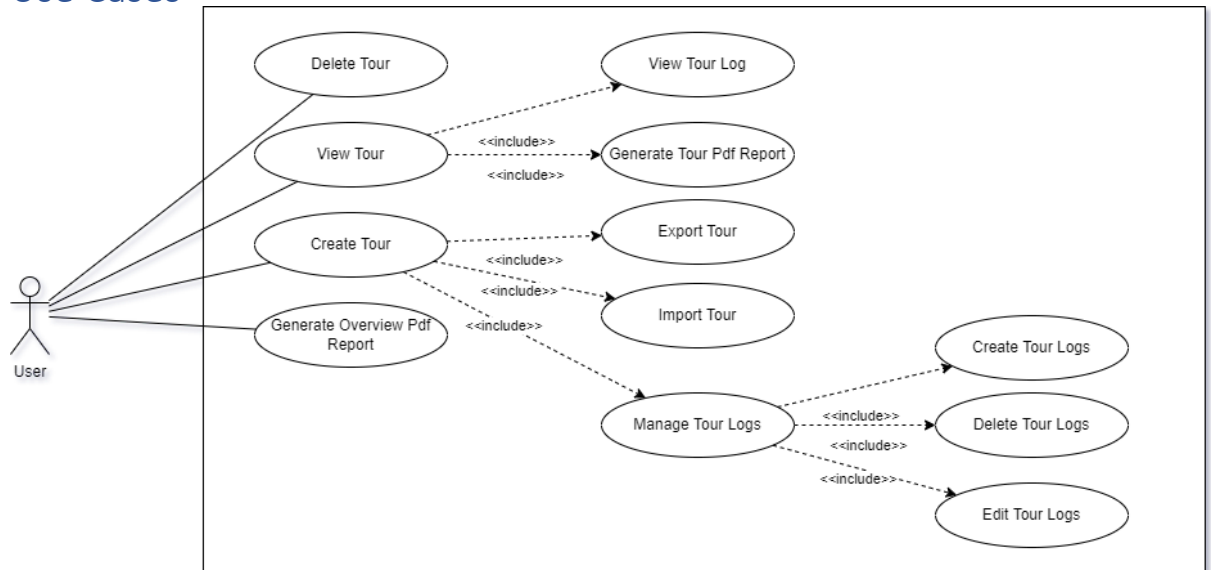 Use Cases
Delete Tour
View Tour Log
<<include>>
View Tour
Generate Tour Pdf Report
<<include>>
Export Tour
Create Tour
<<include>>
<<include>>
Import Tour
<<include>>
Generate Overview Pdf
Report
Create Tour Logs
User
<<include>>
Manage Tour Logs
Delete Tour Logs
<<include>>
<<include>>
Edit Tour Logs